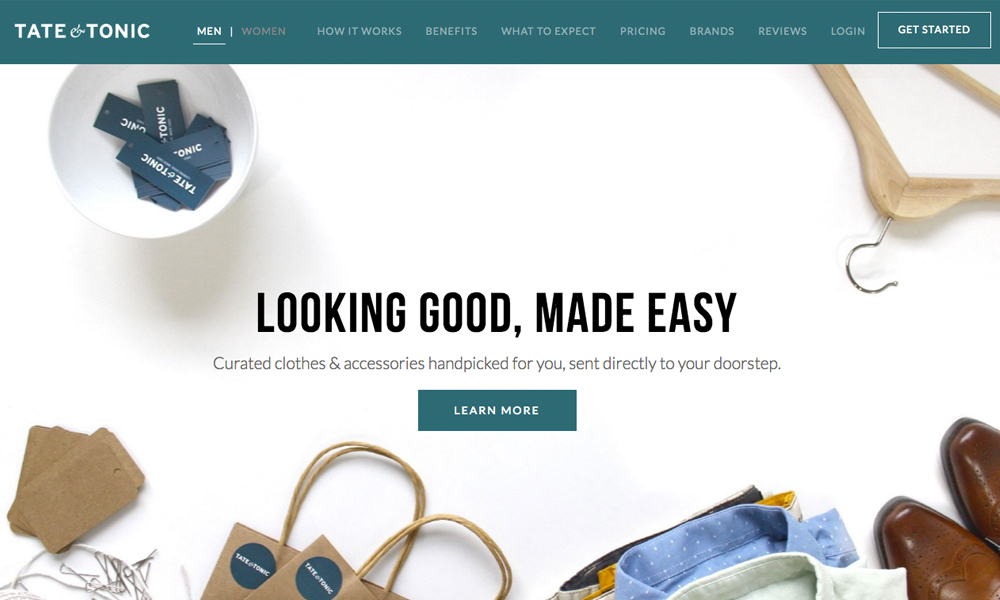 TATE & TONIC
MEN | WOMEN
HOW IT WORKS
BENEFITS
WHAT TO EXPECT
PRICING
BRANDS
REVIEWS
LOGIN
GET STARTED
TATE & TONIC
TONIC
TONIC
TATE & TONIC
LOOKING GOOD, MADE EASY
Curated clothes & accessories handpicked for you, sent directly to your doorstep.
LEARN MORE
TATE & TONIC
TATE & TONIC